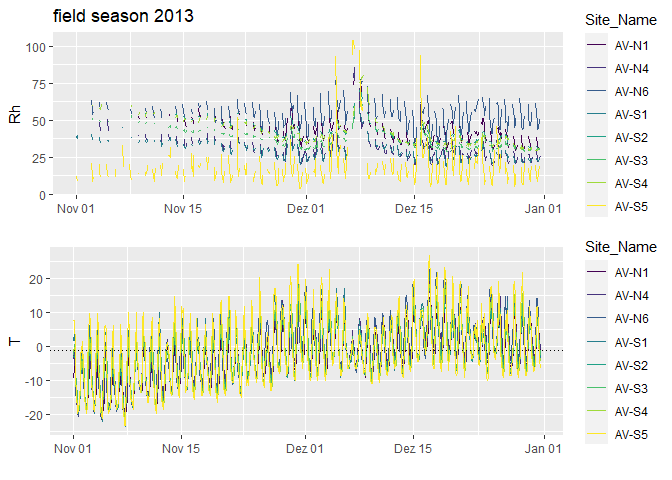 field season 2013
Rh
100
75
50
25
0
Nov 01 Nov 15 Dez 01 Dez 15 Jan 01
Site_Name
AV-N1
AV-N4
AV-N6
AV-S1
AV-S2
AV-S3
AV-S4
AV-S5
T
20
10
0
-10
-20
Nov 01 Nov 15 Dez 01 Dez 15 Jan 01
Site_Name
AV-N1
AV-N4
AV-N6
AV-S1
AV-S2
AV-S3
AV-S4
AV-S5